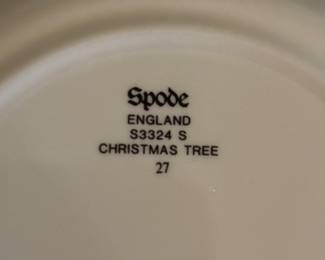 Spode
ENGLAND
S3324 S
CHRISTMAS TREE
27